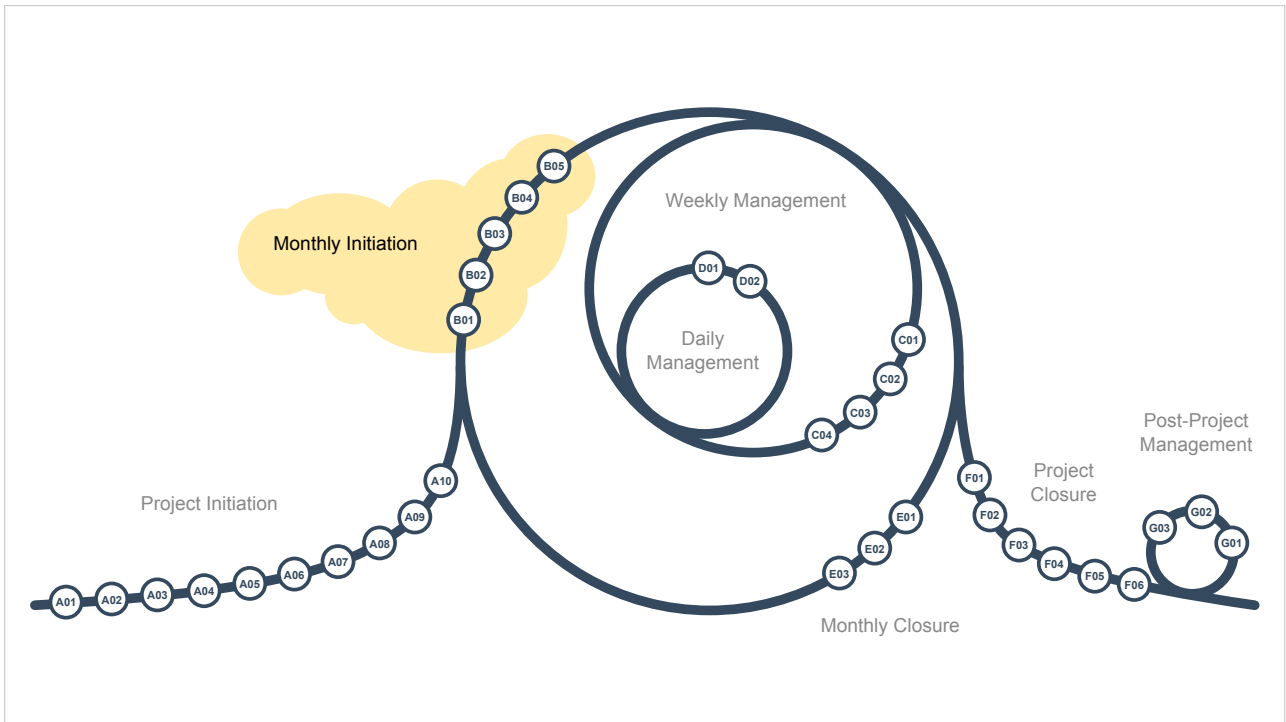 B05
B04
B03
B02
B01
Monthly Initiation
Weekly Management
D01
D02
Daily
Management
C01
C02
C03
C04
Project Initiation
A01
A02
A03
A04
A05
A06
A07
A08
A09
A10
E01
E02
E03
Monthly Closure
F01
F02
F03
F04
F05
F06
Project
Closure
Post-Project
Management
G03
G02
G01